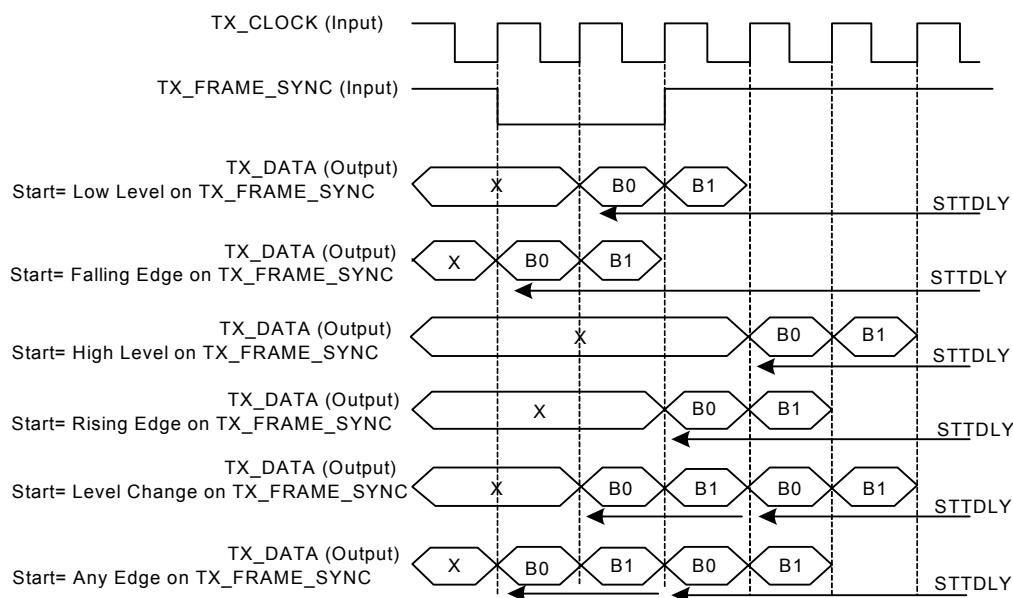 TX_CLOCK (Input)
TX_FRAME_SYNC (Input)
TX_DATA (Output)
Start= Low Level on TX_FRAME_SYNC
X B0 B1
STTDLY
TX_DATA (Output)
Start= Falling Edge on TX_FRAME_SYNC
X B0 B1
STTDLY
TX_DATA (Output)
Start= High Level on TX_FRAME_SYNC
X B0 B1
STTDLY
TX_DATA (Output)
Start= Rising Edge on TX_FRAME_SYNC
X B0 B1
STTDLY
TX_DATA (Output)
Start= Level Change on TX_FRAME_SYNC
X B0 B1 B0 B1
STTDLY
TX_DATA (Output)
Start= Any Edge on TX_FRAME_SYNC
X B0 B1 B0 B1
STTDLY